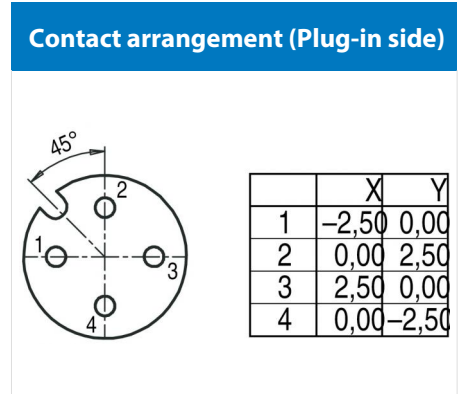 Contact arrangement (Plug-in side)
45°
2
1
3
4
X Y
1 –2,50 0,00
2 0,00 2,50
3 2,50 0,00
4 0,00 –2,50